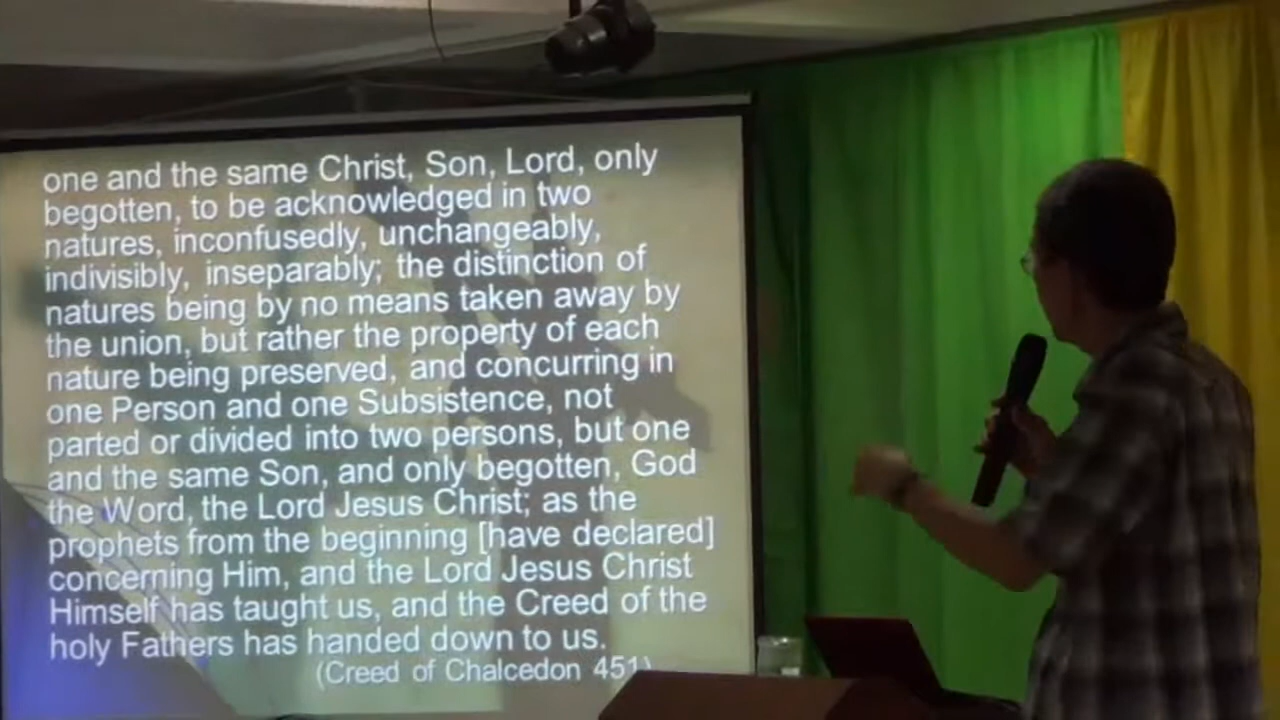 one and the same Christ, Son, Lord, only
begotten, to be acknowledged in two
natures, inconfusedly, unchangeably,
indivisibly, inseparably; the distinction of
natures being by no means taken away by
the union, but rather the property of each
nature being preserved, and concurring in
one Person and one Subsistence, not
parted or divided into two persons, but one
and the same Son, and only begotten, God
the Word, the Lord Jesus Christ; as the
prophets from the beginning [have declared]
concerning Him, and the Lord Jesus Christ
Himself has taught us, and the Creed of the
holy Fathers has handed down to us.
(Creed of Chalcedon 451)